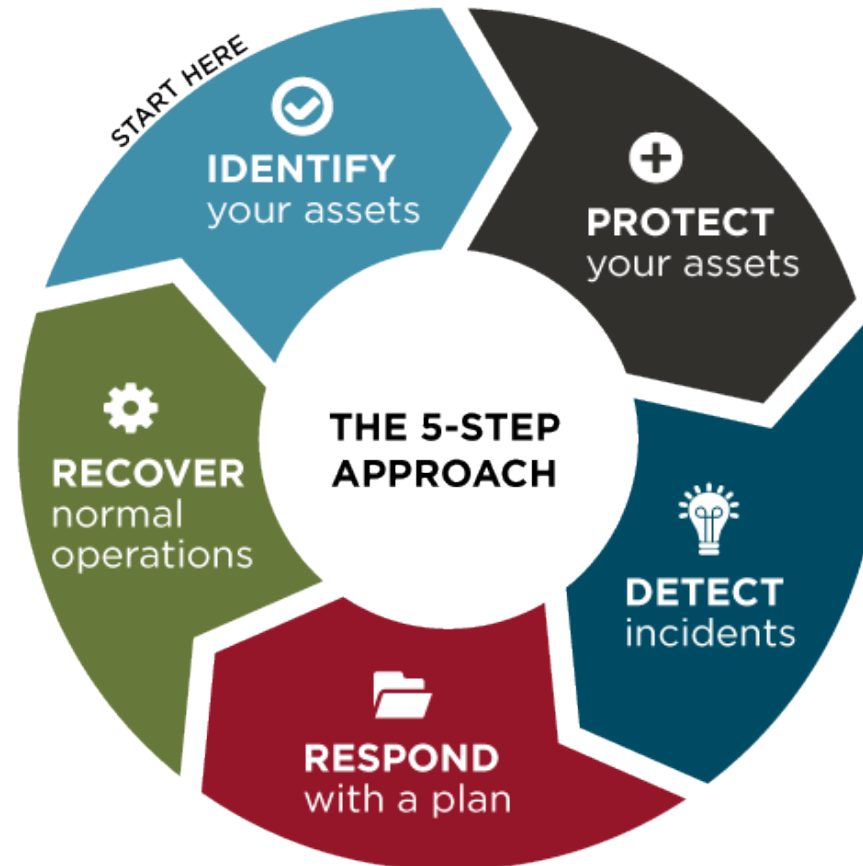 START HERE
IDENTIFY
your assets
PROTECT
your assets
DETECT
incidents
RESPOND
with a plan
RECOVER
normal
operations
THE 5-STEP
APPROACH